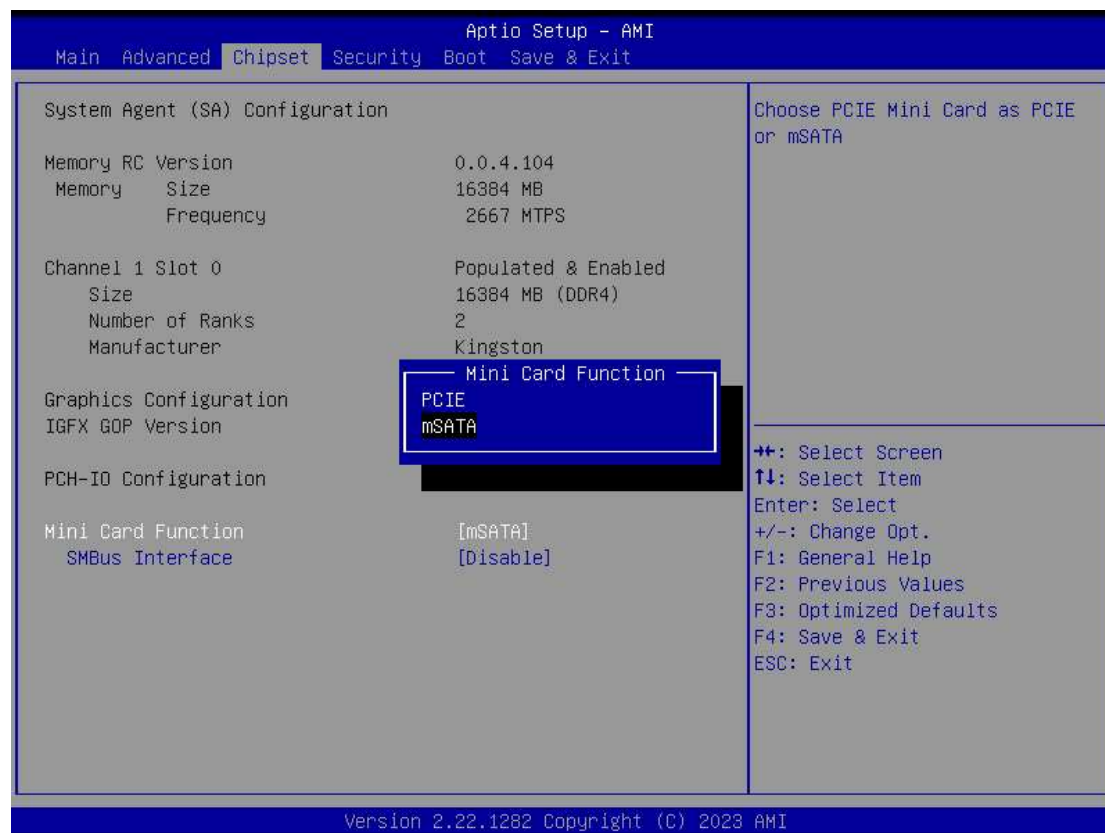 Aptio Setup – AMI
Main Advanced Chipset Security Boot Save & Exit
System Agent (SA) Configuration
Memory RC Version 0.0.4.104
Memory Size 16384 MB
Frequency 2667 MTPS
Channel 1 Slot 0 Populated & Enabled
Size 16384 MB (DDR4)
Number of Ranks 2
Manufacturer Kingston
Mini Card Function
Graphics Configuration
PCIE
IGFX GOP Version
mSATA
PCH-IO Configuration
Mini Card Function [mSATA]
SMBus Interface [Disable]
Choose PCIE Mini Card as PCIE
or mSATA
→←: Select Screen
↑↓: Select Item
Enter: Select
+/-: Change Opt.
F1: General Help
F2: Previous Values
F3: Optimized Defaults
F4: Save & Exit
ESC: Exit
Version 2.22.1282 Copyright (C) 2023 AMI